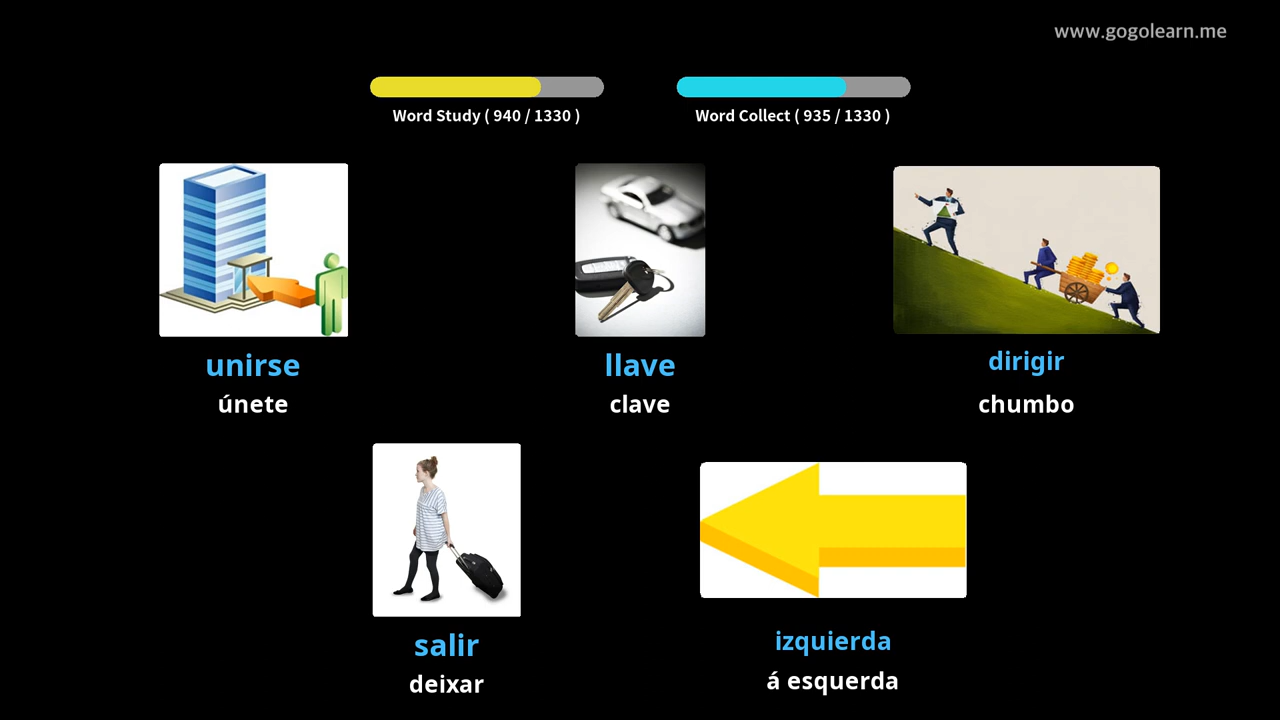 www.gogolearn.me
Word Study ( 940 / 1330 )
Word Collect ( 935 / 1330 )
unirse
únete
llave
clave
dirigir
chumbo
salir
deixar
izquierda
á esquerda